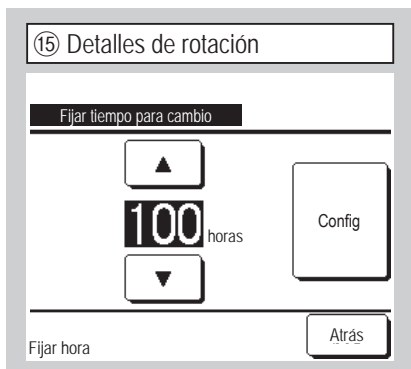 ⑮ Detalles de rotación
Fijar tiempo para cambio
▲
100 horas
▼
Config
Fijar hora
Atrás